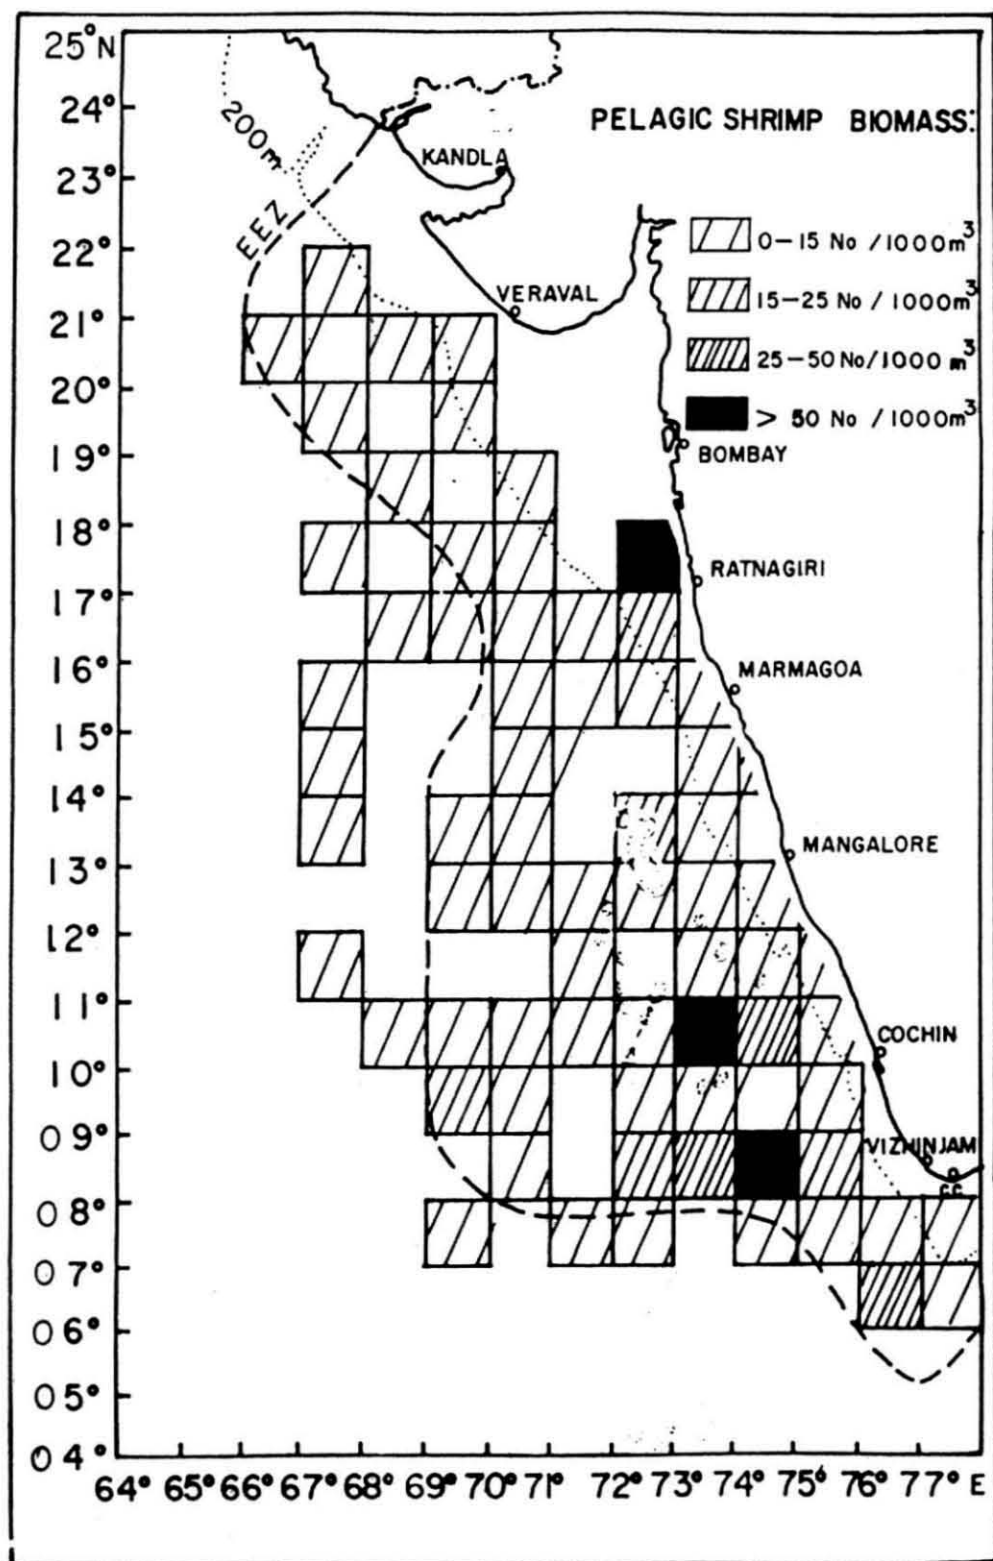 25°N
24°
23°
22°
21°
20°
19°
18°
17°
16°
15°
14°
13°
12°
11°
10°
09°
08°
07°
06°
05°
04°
64° 65° 66° 67° 68° 69° 70° 71° 72° 73° 74° 75° 76° 77° E
PELAGIC SHRIMP BIOMASS:
0-15 No /1000m³
15-25 No / 1000m³
25-50 No/1000 m³
> 50 No /1000m³
200m
EEZ
KANDLA
VERAVAL
BOMBAY
RATNAGIRI
MARMAGOA
MANGALORE
COCHIN
VIZHINJAM
C.C.